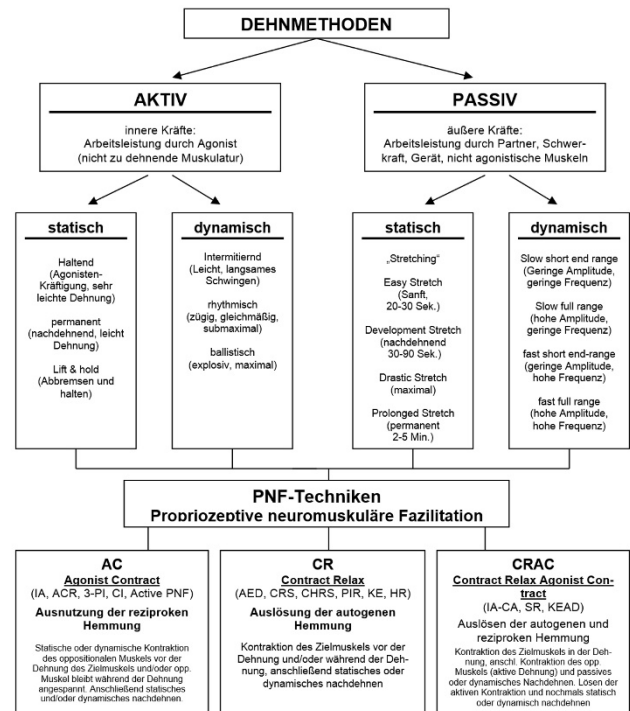 DEHNMETHODEN
AKTIV
innere Kräfte:
Arbeitsleistung durch Agonist
(nicht zu dehnende Muskulatur)
PASSIV
äußere Kräfte:
Arbeitsleistung durch Partner, Schwer-
kraft, Gerät, nicht agonistische Muskeln
statisch
Haltend
(Agonisten-
Kräftigung, sehr
leichte Dehnung)
permanent
(nachdehnend, leicht
Dehnung)
Lift & hold
(Abbremsen und
halten)
dynamisch
Intermitiernd
(Leicht, langsames
Schwingen)
rhythmisch
(zügig, gleichmäßig,
submaximal)
ballistisch
(explosiv, maximal)
statisch
„Stretching"
Easy Stretch
(Sanft,
20-30 Sek.)
Development Stretch
(nachdehnend
30-90 Sek.)
Drastic Stretch
(maximal)
Prolonged Stretch
(permanent
2-5 Min.)
dynamisch
Slow short end range
(Geringe Amplitude,
geringe Frequenz)
Slow full range
(hohe Amplitude,
geringe Frequenz)
fast short end-range
(geringe Amplitude,
hohe Frequenz)
fast full range
(hohe Amplitude,
hohe Frequenz)
PNF-Techniken
Propriozeptive neuromuskuläre Fazilitation
AC
Agonist Contract
(IA, ACR, 3-PI, CI, Active PNF)
Ausnutzung der reziproken
Hemmung
Statische oder dynamische Kontraktion
des oppositionalen Muskels vor der
Dehnung des Zielmuskels und/oder opp.
Muskel bleibt während der Dehnung
angespannt. Anschließend statisches
und/oder dynamisches nachdehnen.
CR
Contract Relax
(AED, CRS, CHRS, PIR, KE, HR)
Auslösung der autogenen
Hemmung
Kontraktion des Zielmuskels vor der
Dehnung und/oder während der Deh-
nung, anschließend statisches oder
dynamisches nachdehnen
CRAC
Contract Relax Agonist Con-
tract
(IA-CA, SR, KEAD)
Auslösen der autogenen und
reziproken Hemmung
Kontraktion des Zielmuskels in der Deh-
nung, anschl. Kontraktion des opp.
Muskels (aktive Dehnung) und passives
oder dynamisches Nachdehnen. Lösen der
aktiven Kontraktion und nochmals statisch
oder dynamisch nachdehnen